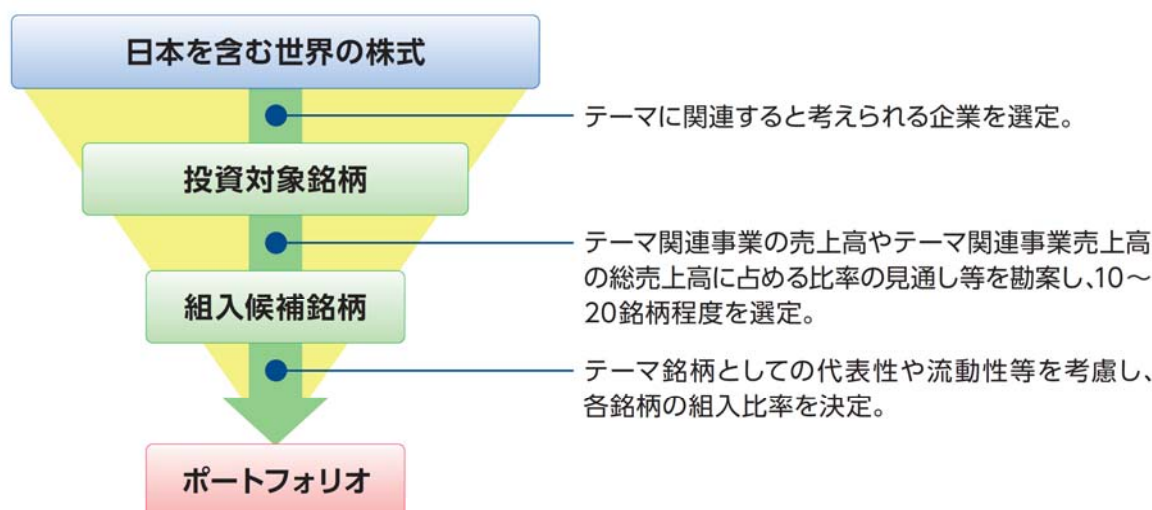 日本を含む世界の株式
テーマに関連すると考えられる企業を選定。
投資対象銘柄
テーマ関連事業の売上高やテーマ関連事業売上高
の総売上高に占める比率の見通し等を勘案し、10～
20銘柄程度を選定。
組入候補銘柄
テーマ銘柄としての代表性や流動性等を考慮し、
各銘柄の組入比率を決定。
ポートフォリオ